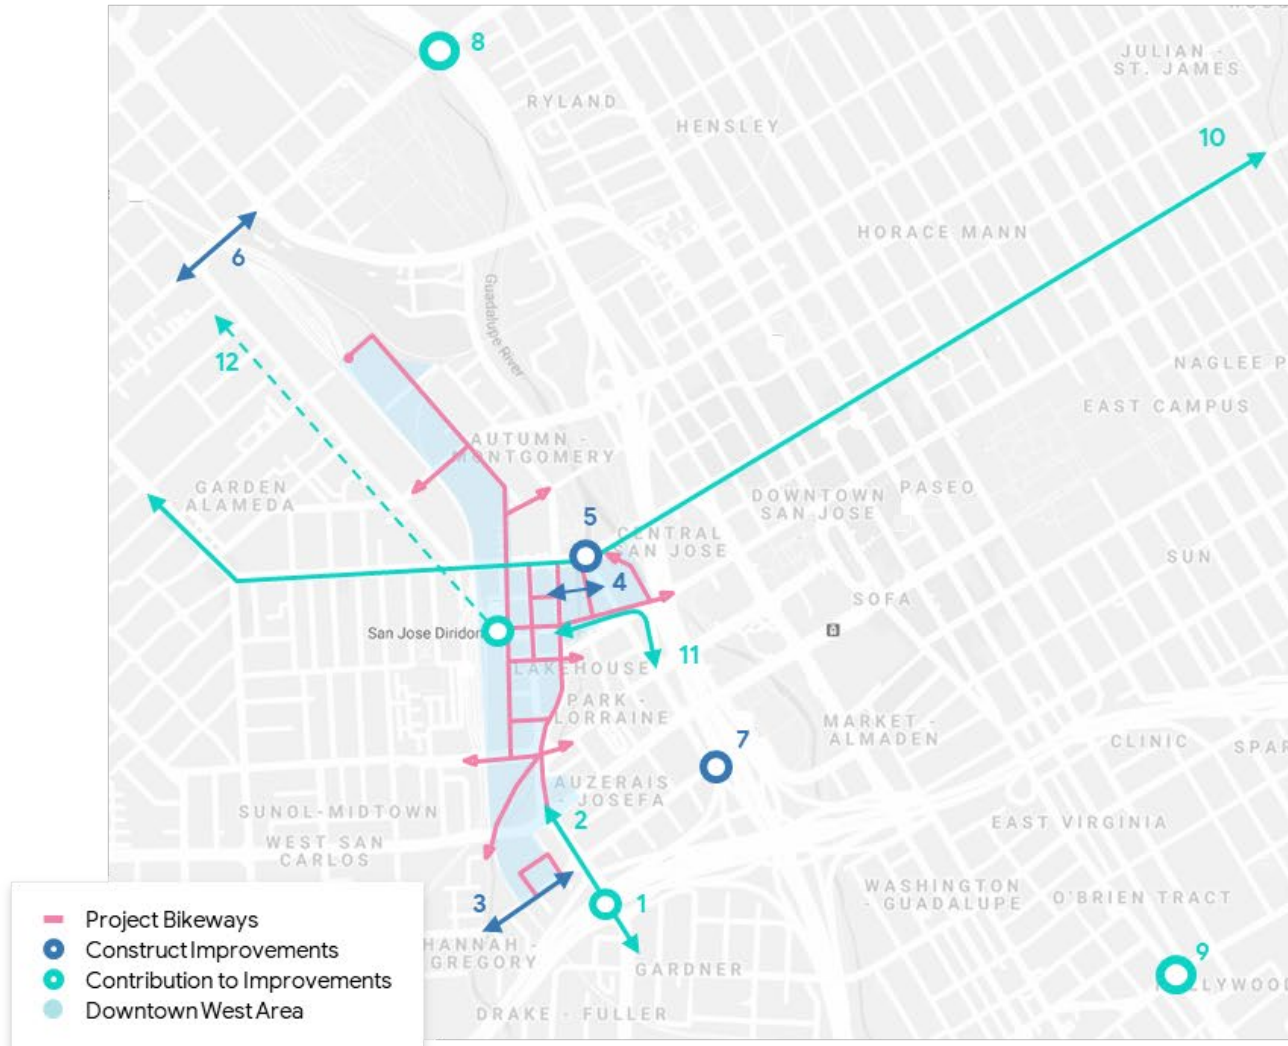 8
JULIAN -
ST. JAMES
RYLAND
HENSLEY
10
HORACE MANN
6
Guadalupe River
12
NAGLEE P
EAST CAMPUS
AUTUMN -
MONTGOMERY
GARDEN
ALAMEDA
DOWNTOWN
SAN JOSE
PASEO
5
CENTRAL
SAN JOSE
SUN
4
SOFA
San Jose Diridon
11
LAKEHOUSE
PARK -
LORRAINE
7
MARKET -
ALMADEN
CLINIC
SPAR
AUZERAIS
- JOSEFA
SUNOL-MIDTOWN
2
EAST VIRGINIA
WEST SAN
CARLOS
WASHINGTON
- GUADALUPE
O'BRIEN TRACT
3
1
HANNAH -
GREGORY
GARDNER
9
LLYWOOD
DRAKE - FULLER
Project Bikeways
Construct Improvements
Contribution to Improvements
Downtown West Area